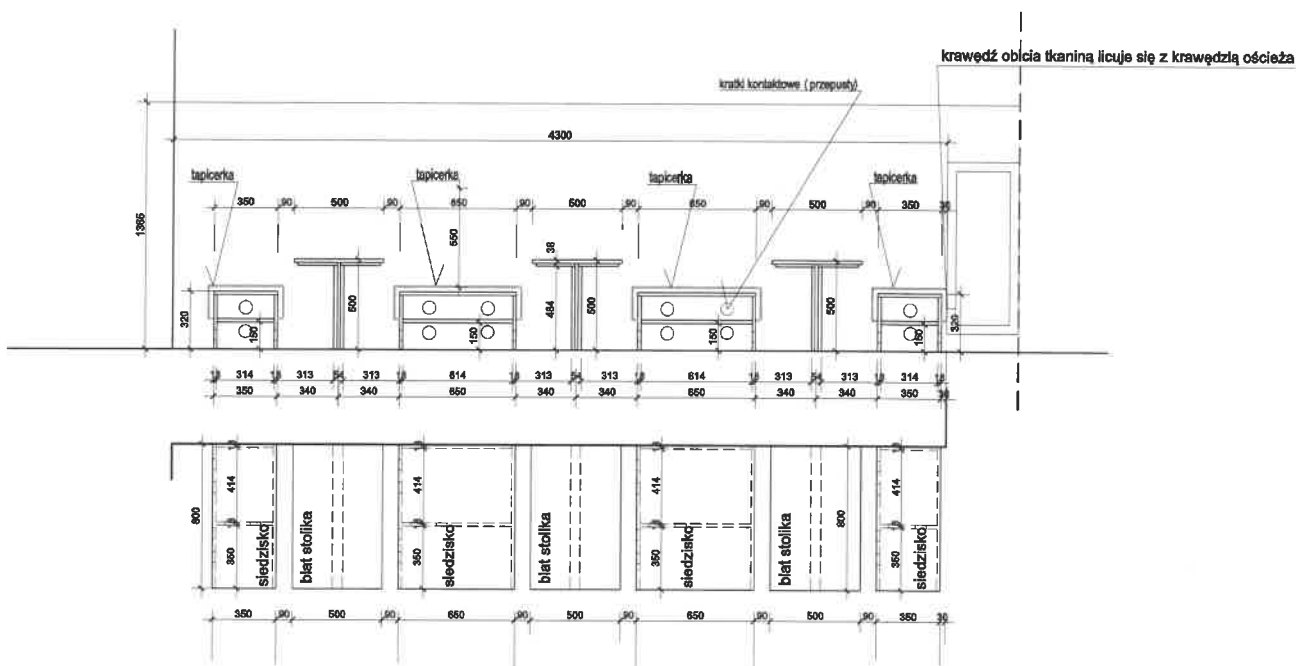 krawędź obicia tkaniną licuje się z krawędzią ościeża
kratki kontaktowe (przepusty)
4300
tapicerka tapicerka tapicerka tapicerka
350 90 500 90 650 90 500 90 650 90 500 90 350
1365
550
38
320 150 500 150 484 500 150 500 150 320
314 313 313 614 313 313 614 313 313 314
350 340 340 650 340 340 650 340 340 350
414 414 414 414
800 800
350 350 350 350
siedzisko blat stolika siedzisko blat stolika siedzisko blat stolika siedzisko
350 90 500 90 650 90 500 90 650 90 500 90 350 30